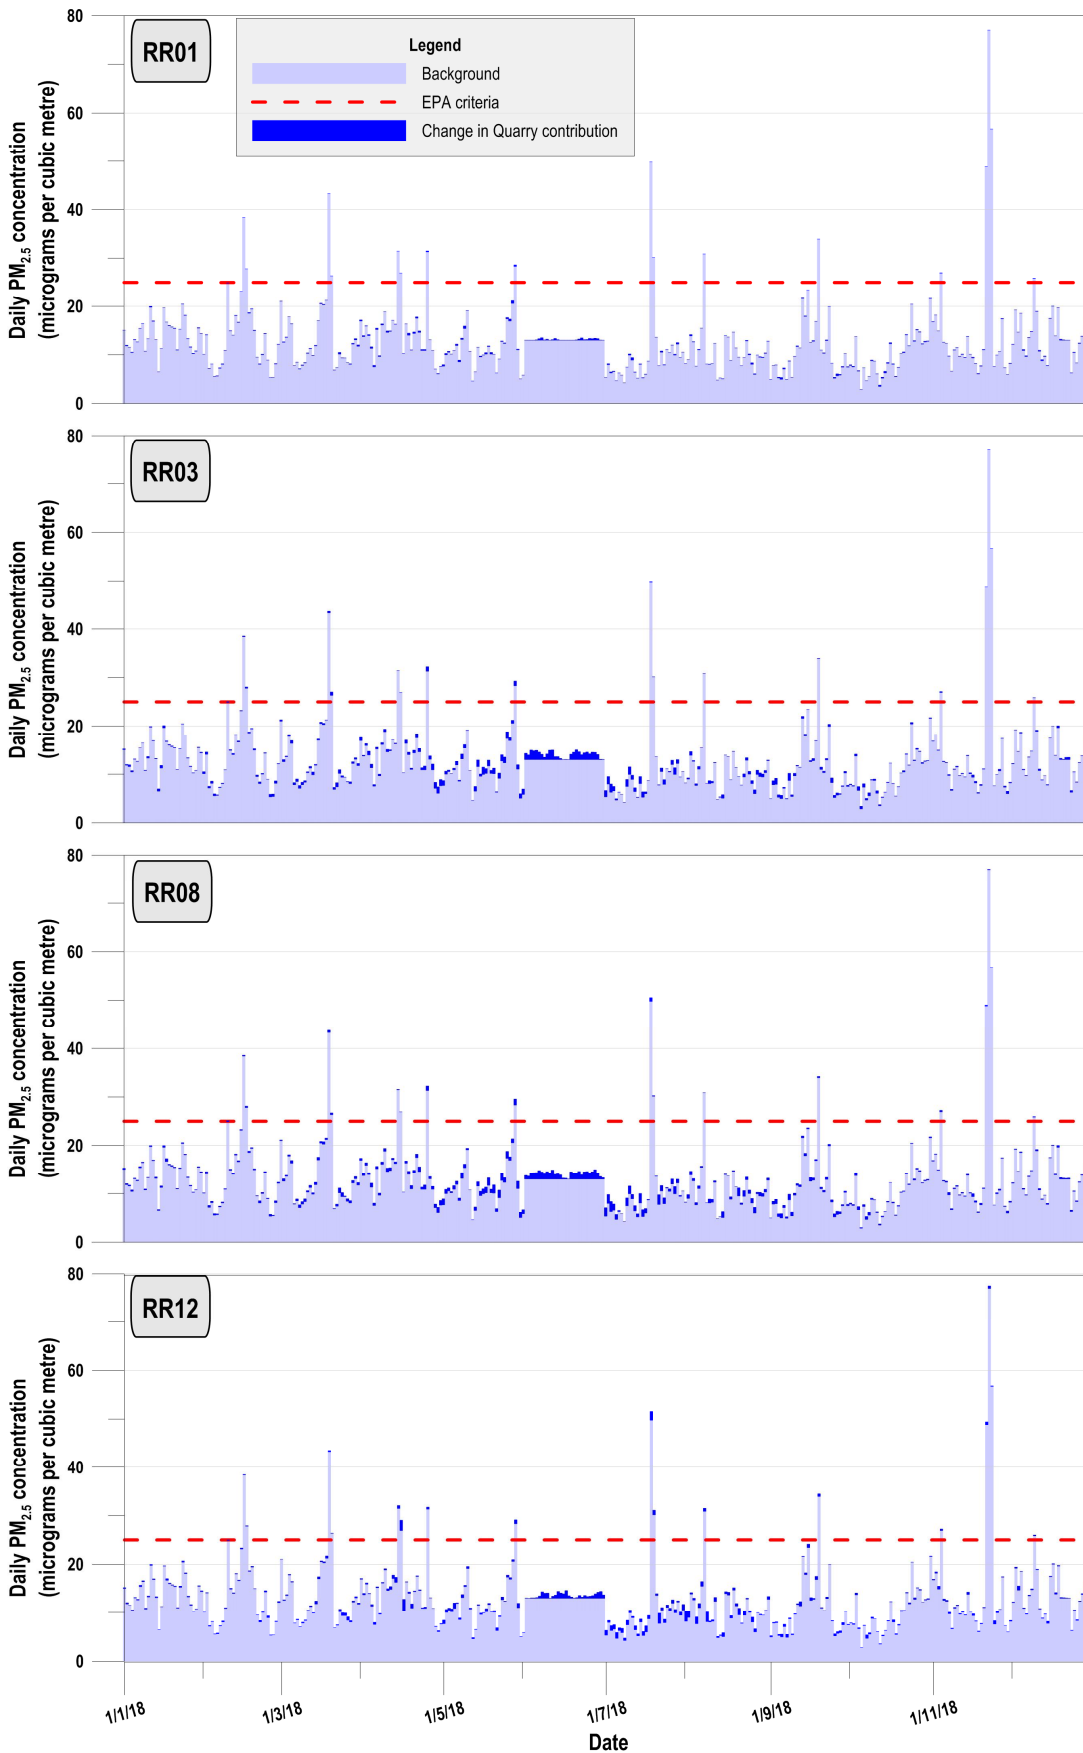 80
RR01
Legend
Background
EPA criteria
Change in Quarry contribution
60
40
20
0
Daily PM2.5 concentration
(micrograms per cubic metre)
80
RR03
60
40
20
0
Daily PM2.5 concentration
(micrograms per cubic metre)
80
RR08
60
40
20
0
Daily PM2.5 concentration
(micrograms per cubic metre)
80
RR12
60
40
20
0
Daily PM2.5 concentration
(micrograms per cubic metre)
1/1/18
1/3/18
1/5/18
1/7/18
1/9/18
1/11/18
Date